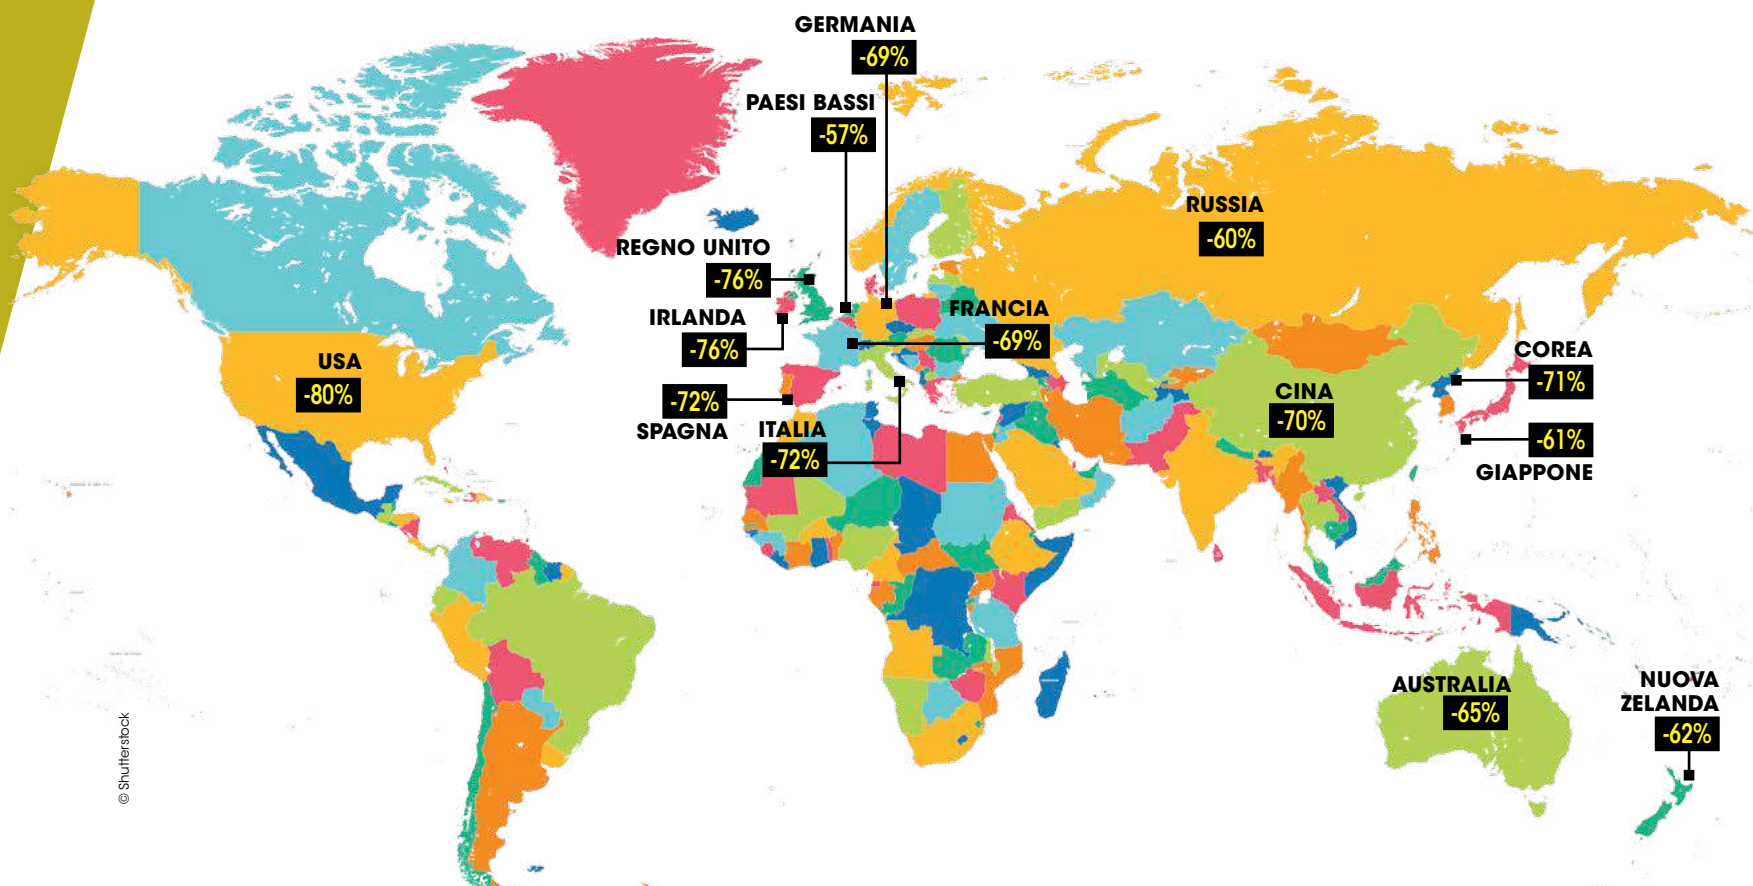 GERMANIA
-69%
PAESI BASSI
-57%
RUSSIA
-60%
REGNO UNITO
-76%
IRLANDA
-76%
FRANCIA
-69%
USA
-80%
COREA
-71%
CINA
-70%
-72%
SPAGNA
ITALIA
-72%
-61%
GIAPPONE
AUSTRALIA
-65%
NUOVA
ZELANDA
-62%
© Shutterstock